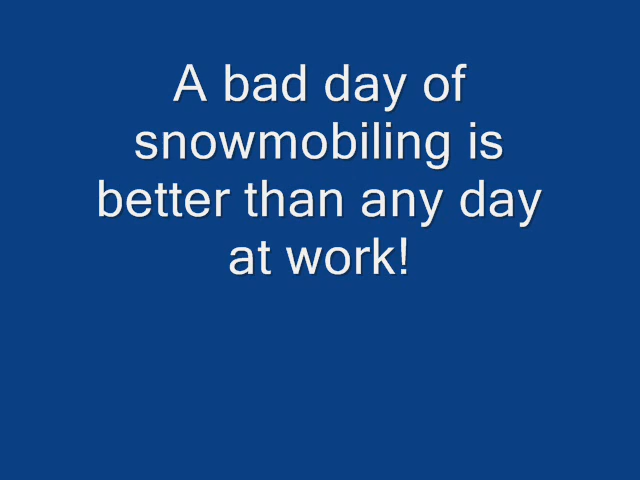 A bad day of
snowmobiling is
better than any day
at work!